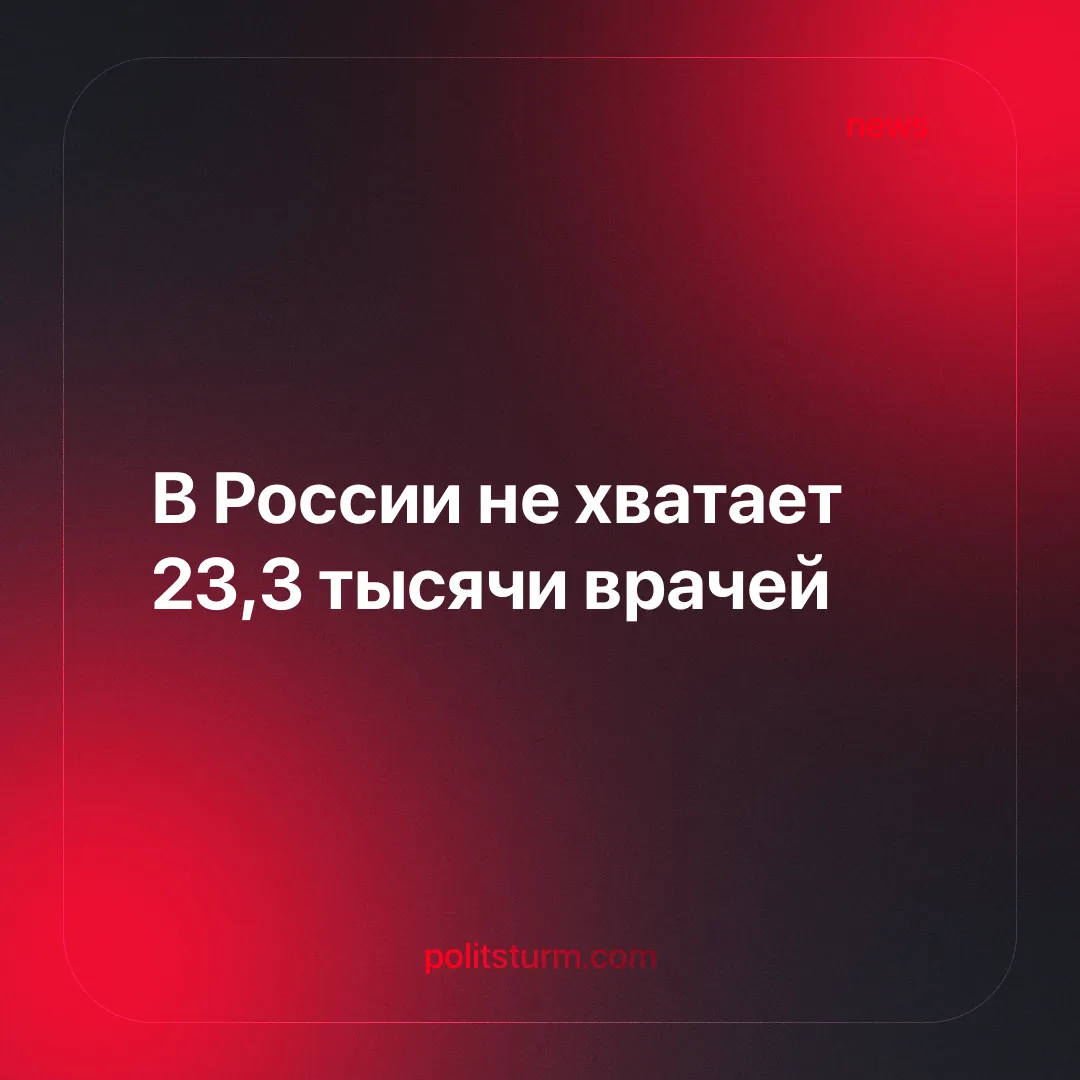 news
В России не хватает
23,3 тысячи врачей
politsturm.com